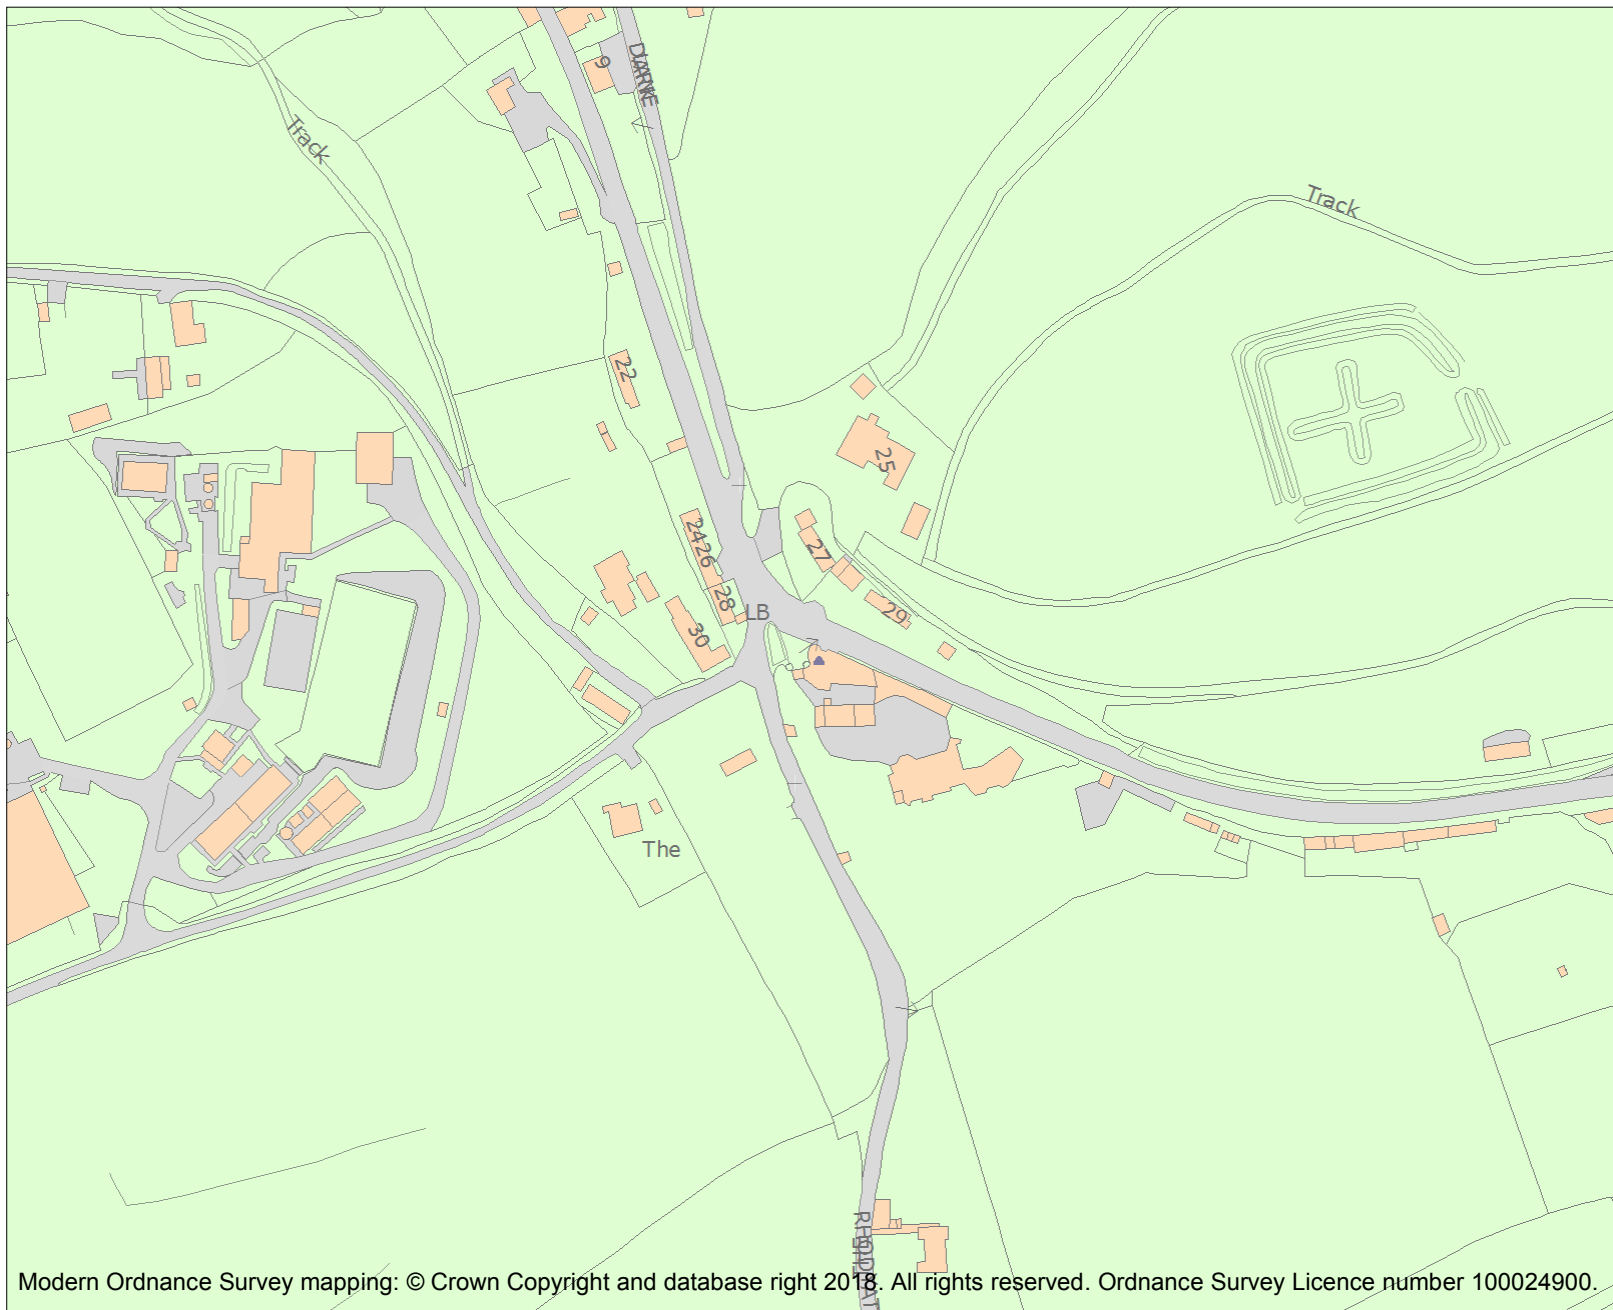 9
LANE
Track
Track
22
25
2426
27
28
LB
29
30
The
Modern Ordnance Survey mapping: © Crown Copyright and database right 2018. All rights reserved. Ordnance Survey Licence number 100024900.